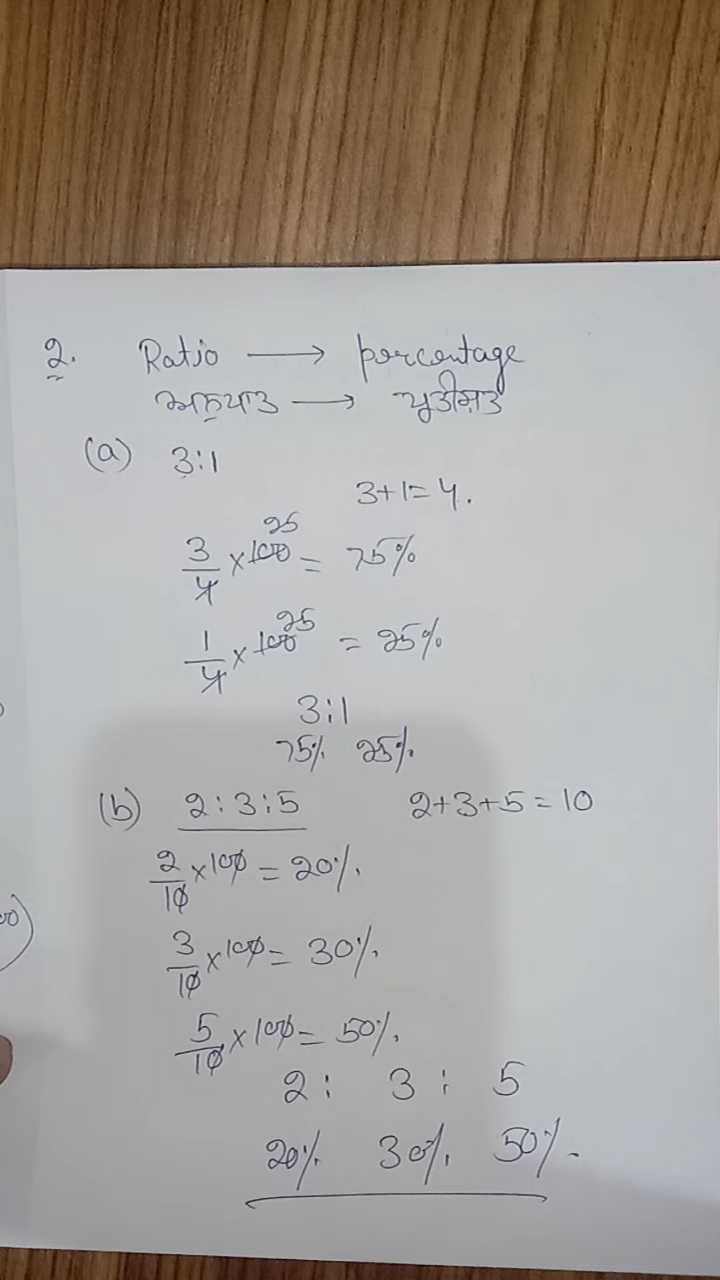 2. Ratio → percentage
ਅਨੁਪਾਤ → ਪ੍ਰਤੀਸ਼ਤ
(a) 3:1
3+1=4.
3/4 × 100 25 = 75%
1/4 × 100 25 = 25%
3:1
75% 25%
(b) 2:3:5 2+3+5=10
2/10 × 100 = 20%.
3/10 × 100 = 30%.
5/10 × 100 = 50%.
2: 3 : 5
20% 30% 50%.